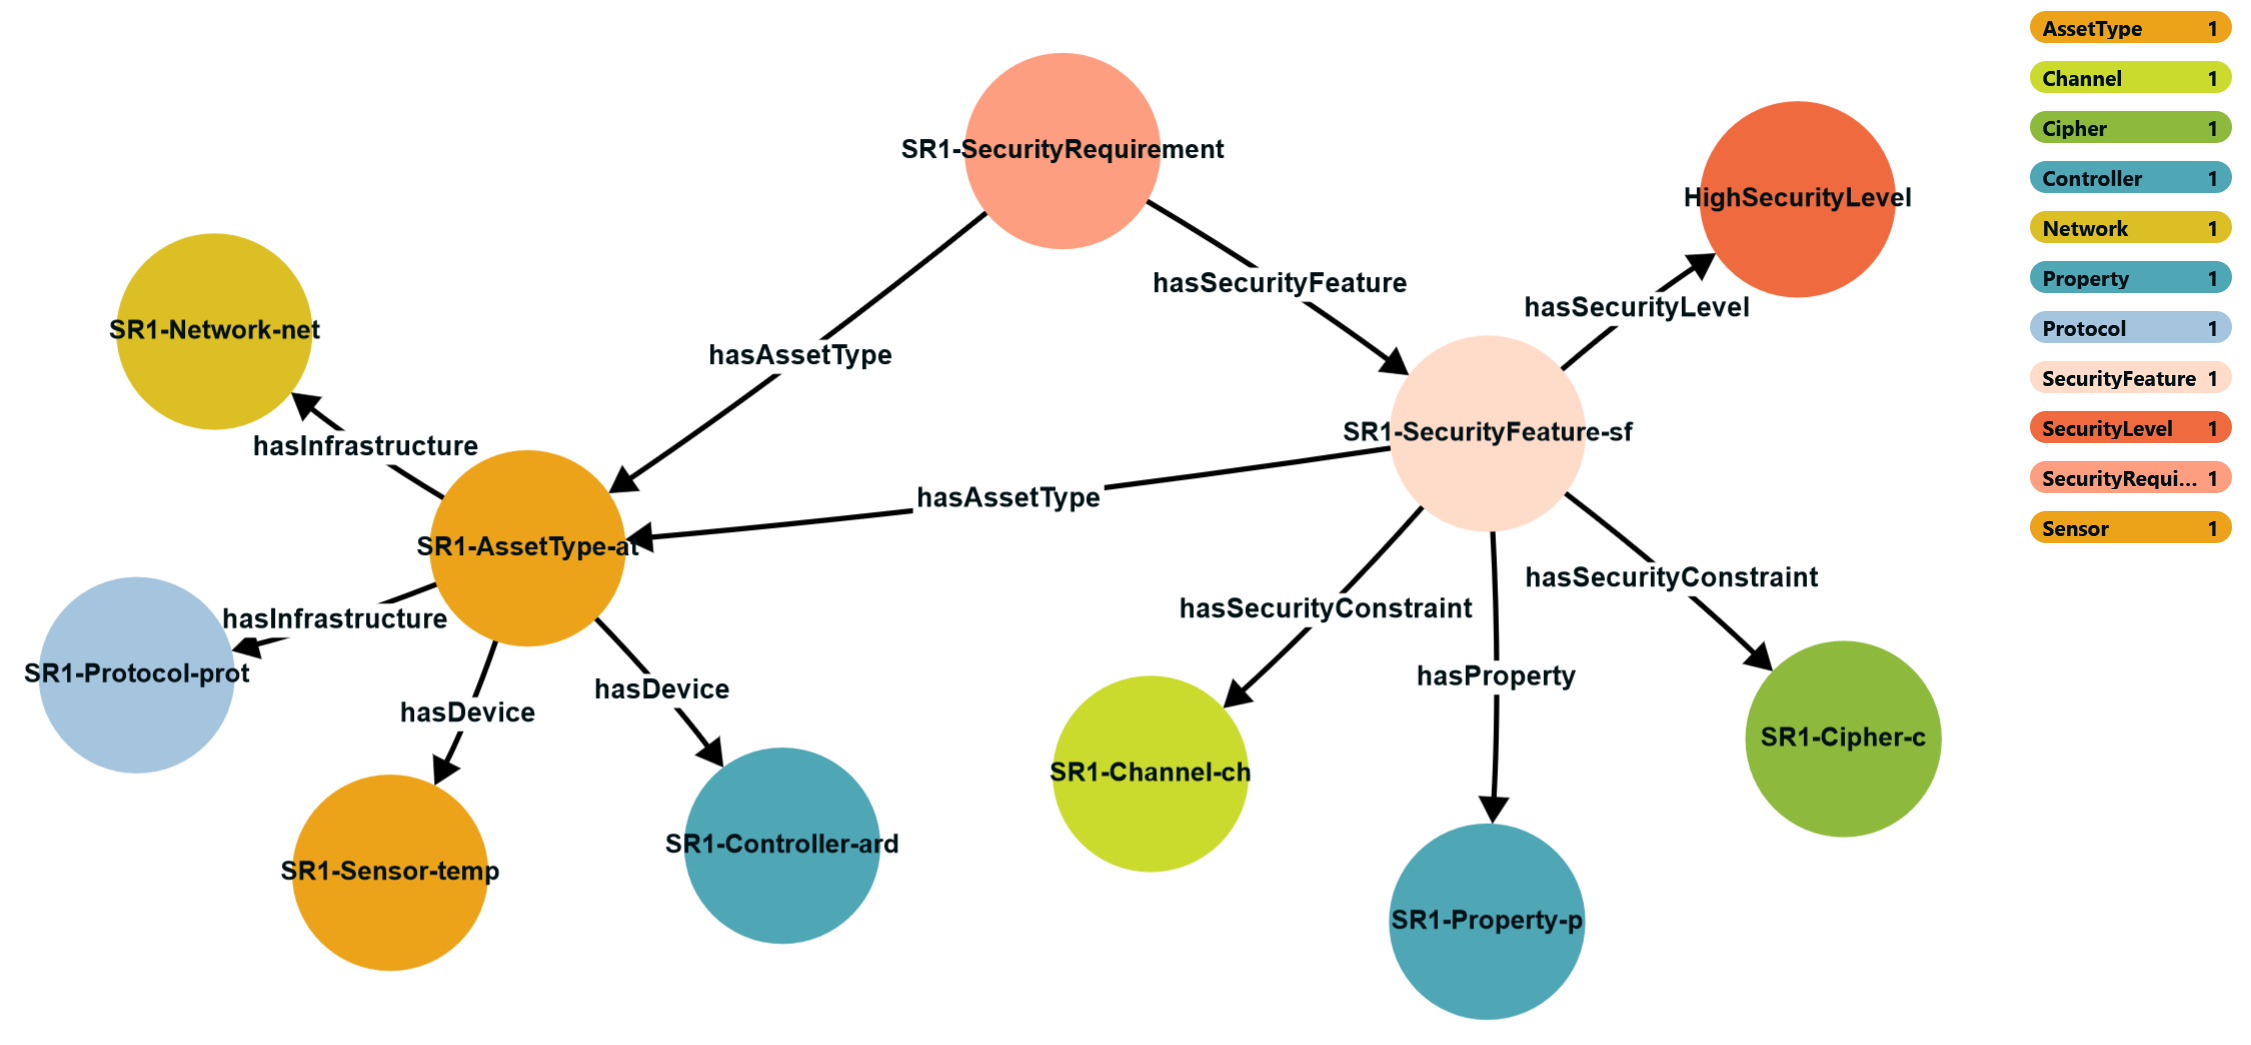 SR1-SecurityRequirement
HighSecurityLevel
hasSecurityFeature
hasSecurityLevel
SR1-Network-net
hasAssetType
SR1-SecurityFeature-sf
hasInfrastructure
hasAssetType
SR1-AssetType-at
hasSecurityConstraint
hasSecurityConstraint
hasInfrastructure
SR1-Protocol-prot
hasDevice
hasProperty
hasDevice
SR1-Cipher-c
SR1-Channel-ch
SR1-Controller-ard
SR1-Sensor-temp
SR1-Property-p
AssetType 1
Channel 1
Cipher 1
Controller 1
Network 1
Property 1
Protocol 1
SecurityFeature 1
SecurityLevel 1
SecurityRequi... 1
Sensor 1